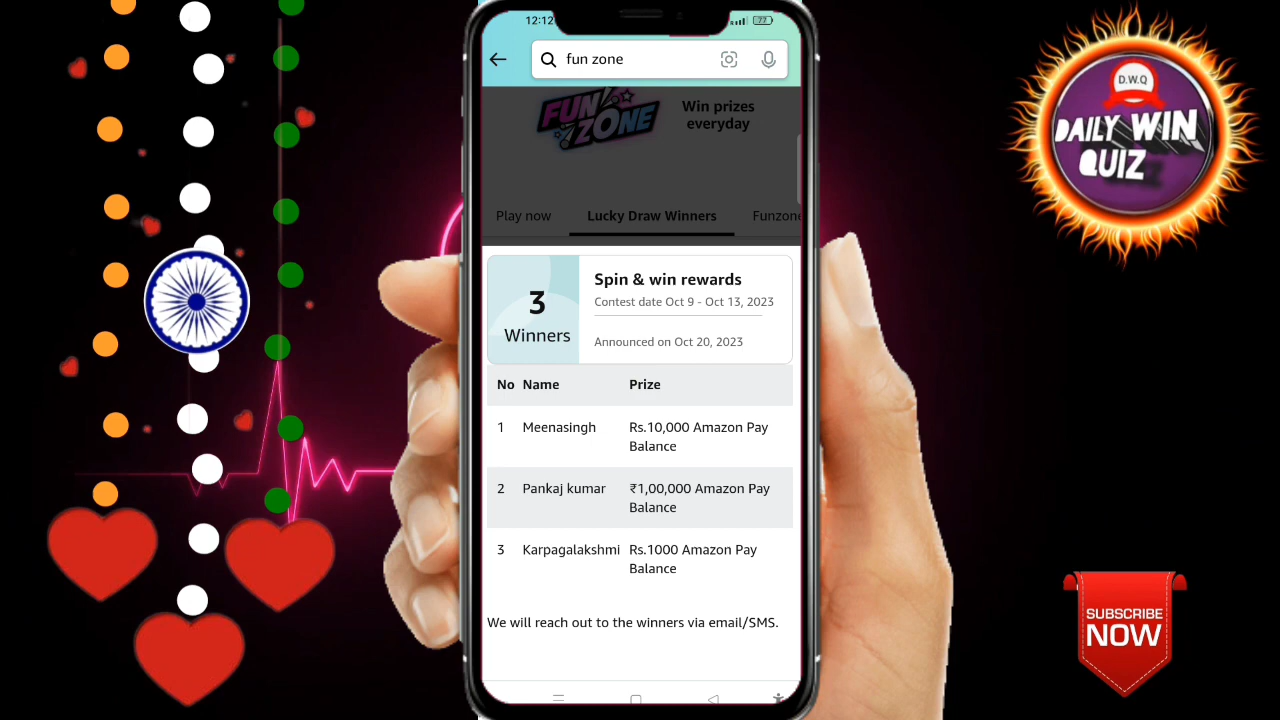 12:12
77
fun zone
FUN ZONE
Win prizes
everyday
Play now
Lucky Draw Winners
Funzone
3
Winners
Spin & win rewards
Contest date Oct 9 - Oct 13, 2023
Announced on Oct 20, 2023
No Name Prize
1 Meenasingh Rs.10,000 Amazon Pay
Balance
2 Pankaj kumar ₹1,00,000 Amazon Pay
Balance
3 Karpagalakshmi Rs.1000 Amazon Pay
Balance
We will reach out to the winners via email/SMS.
D.W.Q
DAILY WIN
QUIZ
SUBSCRIBE
NOW